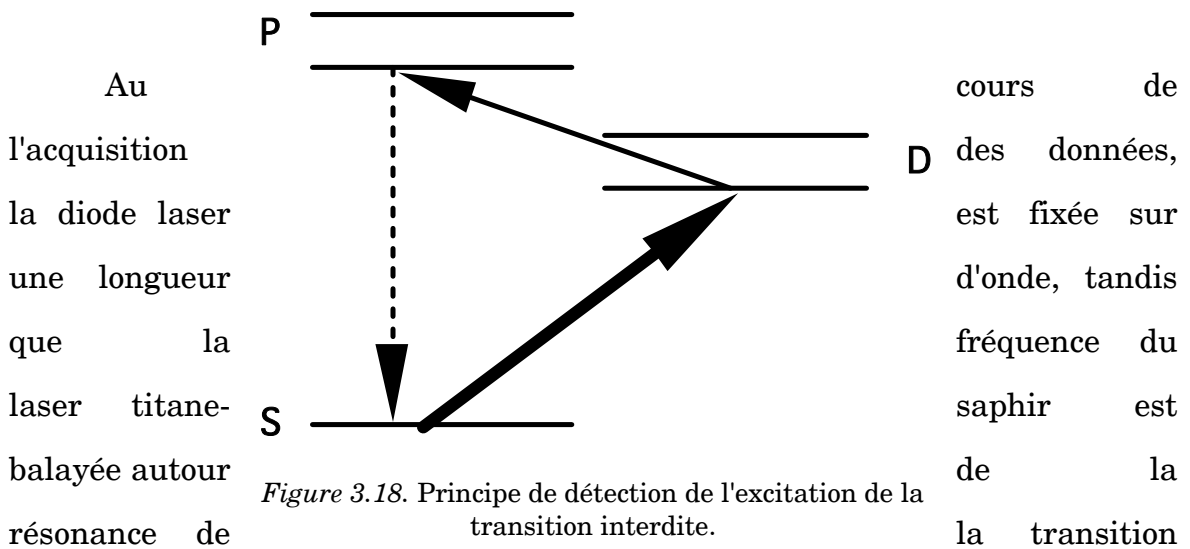 P
Au cours de
l'acquisition des données,
D
la diode laser est fixée sur
une longueur d'onde, tandis
que la fréquence du
laser titane- saphir est
S
balayée autour de la
résonance de la transition
Figure 3.18. Principe de détection de l'excitation de la
transition interdite.